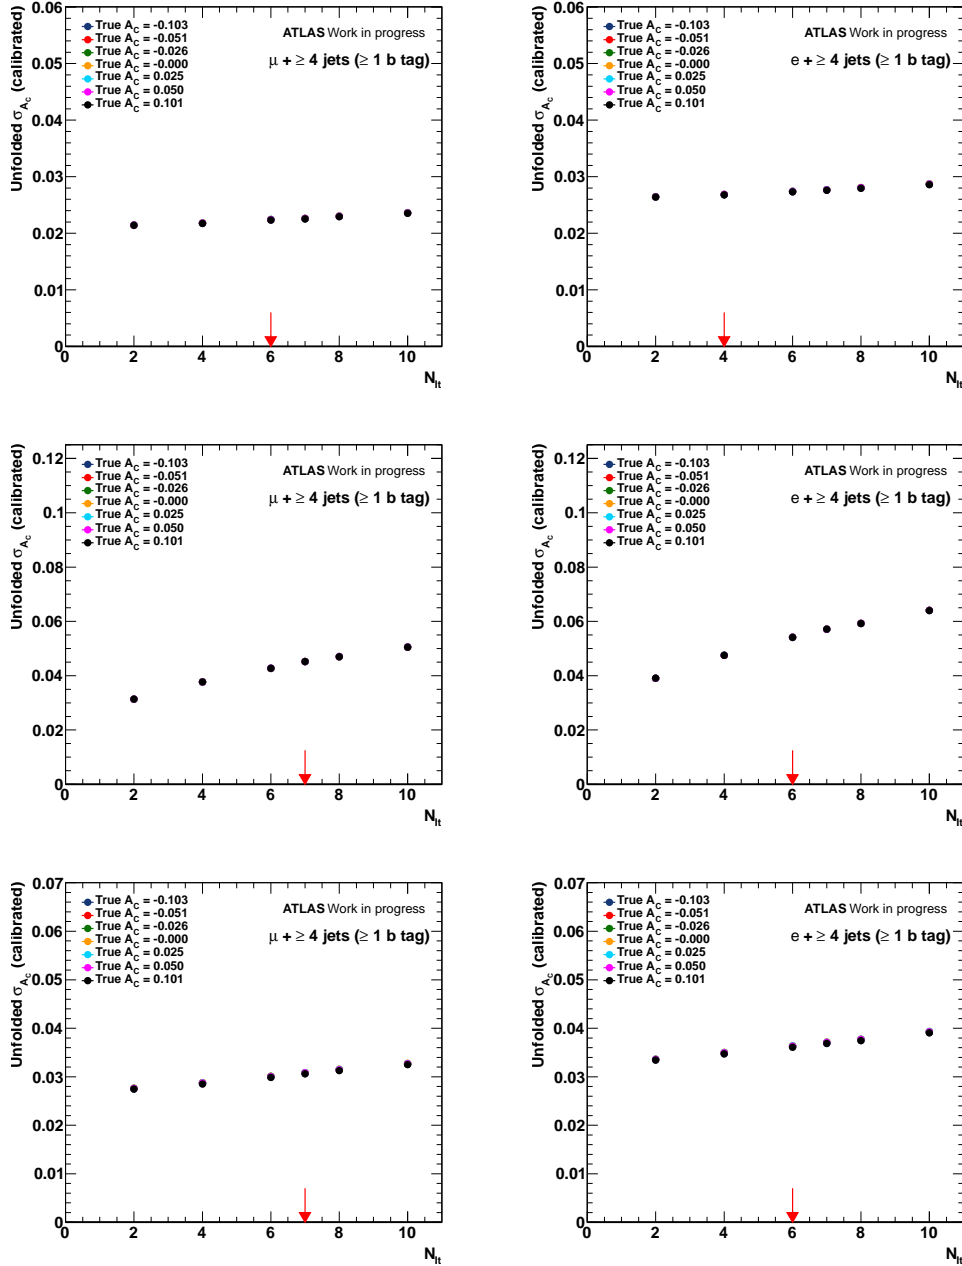 0.06
0.05
0.04
0.03
0.02
0.01
0
Unfolded σ_A_c (calibrated)
True A_C = -0.103
True A_C = -0.051
True A_C = -0.026
True A_C = -0.000
True A_C = 0.025
True A_C = 0.050
True A_C = 0.101
ATLAS Work in progress
μ + ≥ 4 jets (≥ 1 b tag)
0 2 4 6 8 10
N_It
0.06
0.05
0.04
0.03
0.02
0.01
0
Unfolded σ_A_c (calibrated)
True A_C = -0.103
True A_C = -0.051
True A_C = -0.026
True A_C = -0.000
True A_C = 0.025
True A_C = 0.050
True A_C = 0.101
ATLAS Work in progress
e + ≥ 4 jets (≥ 1 b tag)
0 2 4 6 8 10
N_It
0.12
0.1
0.08
0.06
0.04
0.02
0
Unfolded σ_A_c (calibrated)
True A_C = -0.103
True A_C = -0.051
True A_C = -0.026
True A_C = -0.000
True A_C = 0.025
True A_C = 0.050
True A_C = 0.101
ATLAS Work in progress
μ + ≥ 4 jets (≥ 1 b tag)
0 2 4 6 8 10
N_It
0.12
0.1
0.08
0.06
0.04
0.02
0
Unfolded σ_A_c (calibrated)
True A_C = -0.103
True A_C = -0.051
True A_C = -0.026
True A_C = -0.000
True A_C = 0.025
True A_C = 0.050
True A_C = 0.101
ATLAS Work in progress
e + ≥ 4 jets (≥ 1 b tag)
0 2 4 6 8 10
N_It
0.07
0.06
0.05
0.04
0.03
0.02
0.01
0
Unfolded σ_A_c (calibrated)
True A_C = -0.103
True A_C = -0.051
True A_C = -0.026
True A_C = -0.000
True A_C = 0.025
True A_C = 0.050
True A_C = 0.101
ATLAS Work in progress
μ + ≥ 4 jets (≥ 1 b tag)
0 2 4 6 8 10
N_It
0.07
0.06
0.05
0.04
0.03
0.02
0.01
0
Unfolded σ_A_c (calibrated)
True A_C = -0.103
True A_C = -0.051
True A_C = -0.026
True A_C = -0.000
True A_C = 0.025
True A_C = 0.050
True A_C = 0.101
ATLAS Work in progress
e + ≥ 4 jets (≥ 1 b tag)
0 2 4 6 8 10
N_It